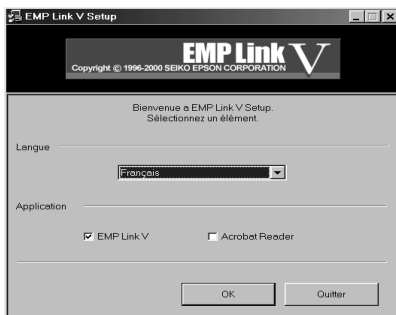 EMP Link V Setup
EMP Link V
Copyright © 1996-2000 SEIKO EPSON CORPORATION
Bienvenue a EMP Link V Setup.
Sélectionnez un élément.
Langue
Français
Application
EMP Link V
Acrobat Reader
OK
Quitter